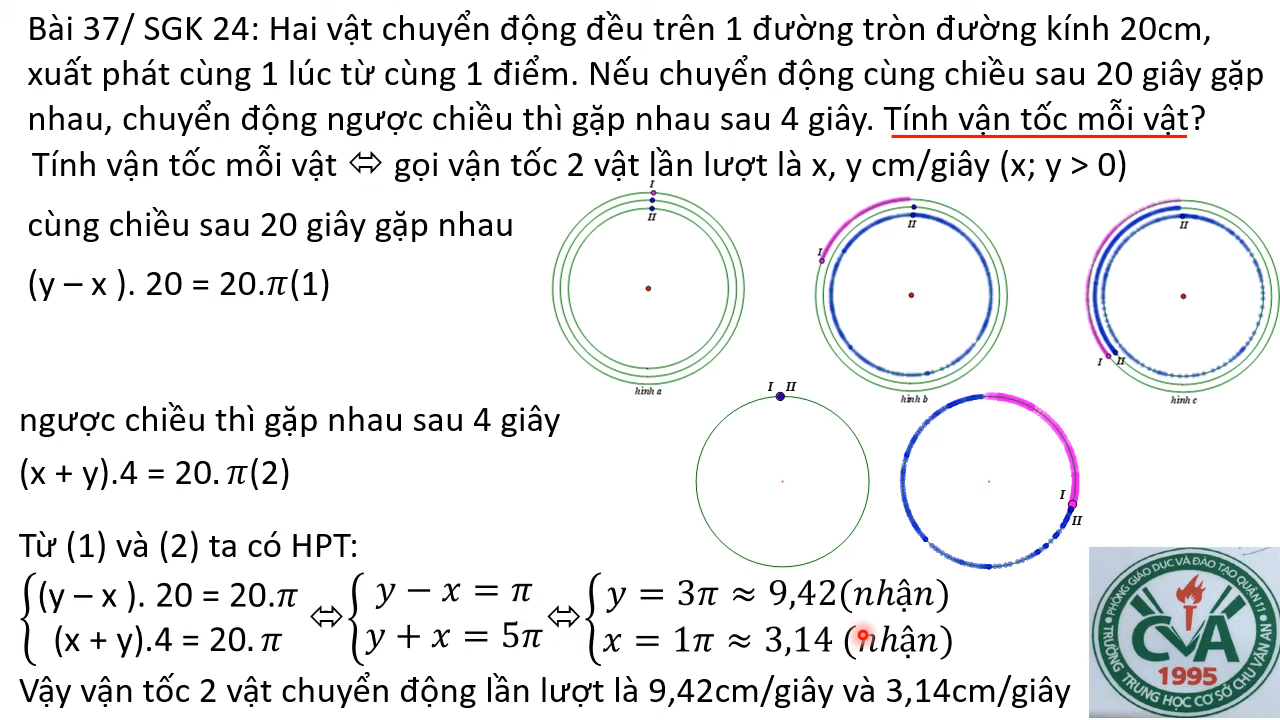 Bài 37/ SGK 24: Hai vật chuyển động đều trên 1 đường tròn đường kính 20cm,
xuất phát cùng 1 lúc từ cùng 1 điểm. Nếu chuyển động cùng chiều sau 20 giây gặp
nhau, chuyển động ngược chiều thì gặp nhau sau 4 giây. Tính vận tốc mỗi vật?
Tính vận tốc mỗi vật ⇔ gọi vận tốc 2 vật lần lượt là x, y cm/giây (x; y > 0)
cùng chiều sau 20 giây gặp nhau
(y – x ). 20 = 20.π(1)
I
II
hình a
I
II
hình b
II
I II
hình c
ngược chiều thì gặp nhau sau 4 giây
(x + y).4 = 20. π(2)
I II
I
II
Từ (1) và (2) ta có HPT:
{(y – x ). 20 = 20.π ⇔ {y − x = π ⇔ {y = 3π ≈ 9,42(nhận)
(x + y).4 = 20. π y + x = 5π x = 1π ≈ 3,14 (nhận)
Vậy vận tốc 2 vật chuyển động lần lượt là 9,42cm/giây và 3,14cm/giây
PHÒNG GIÁO DỤC VÀ ĐÀO TẠO QUẬN 11
CVA
1995
TRƯỜNG TRUNG HỌC CƠ SỞ CHU VĂN AN